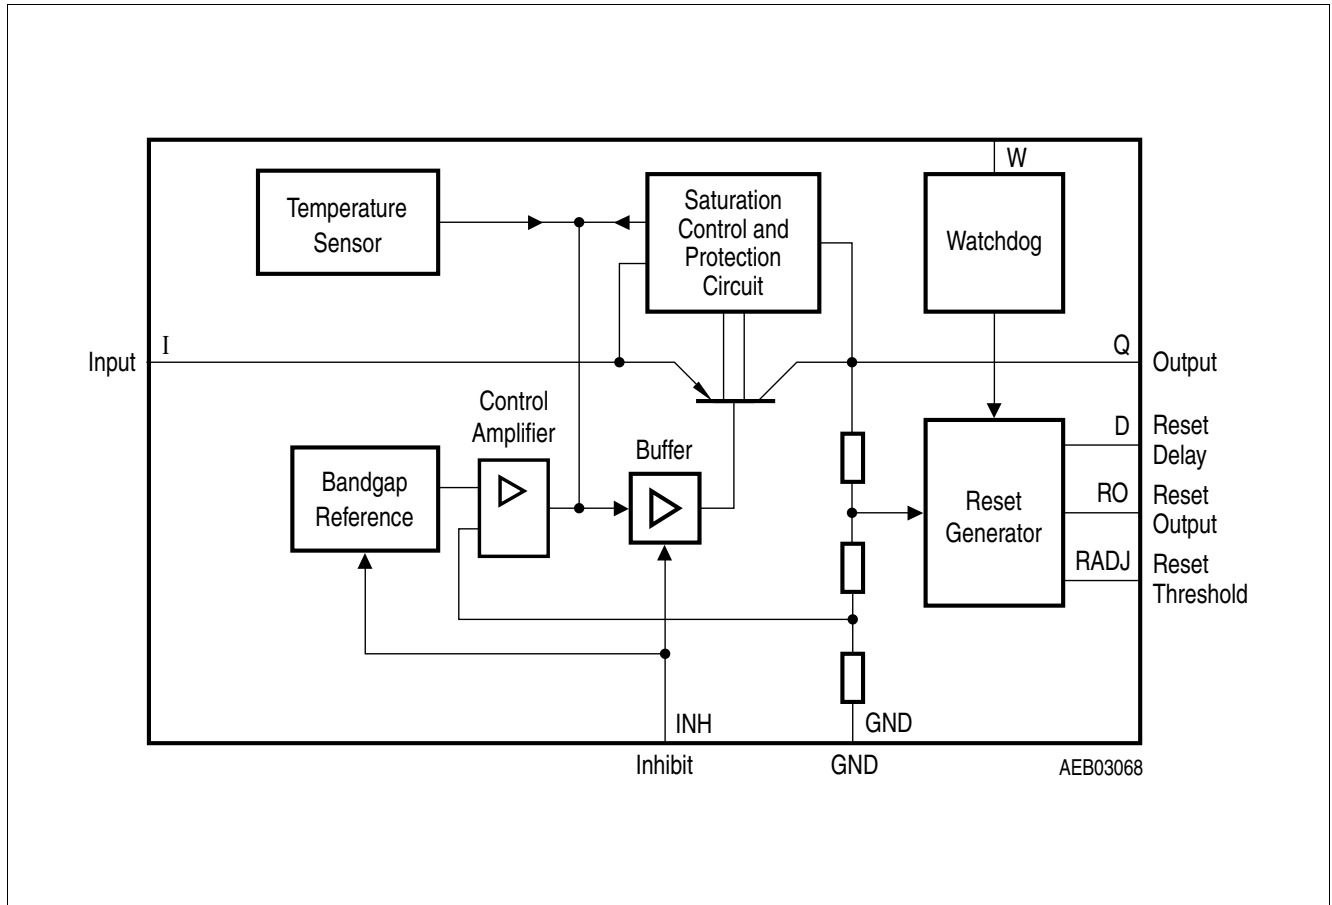 W
Temperature
Sensor
Saturation
Control and
Protection
Circuit
Watchdog
Input
I
Q
Output
Control
Amplifier
Buffer
Bandgap
Reference
Reset
Generator
D
Reset
Delay
RO
Reset
Output
RADJ
Reset
Threshold
INH
GND
Inhibit
GND
AEB03068